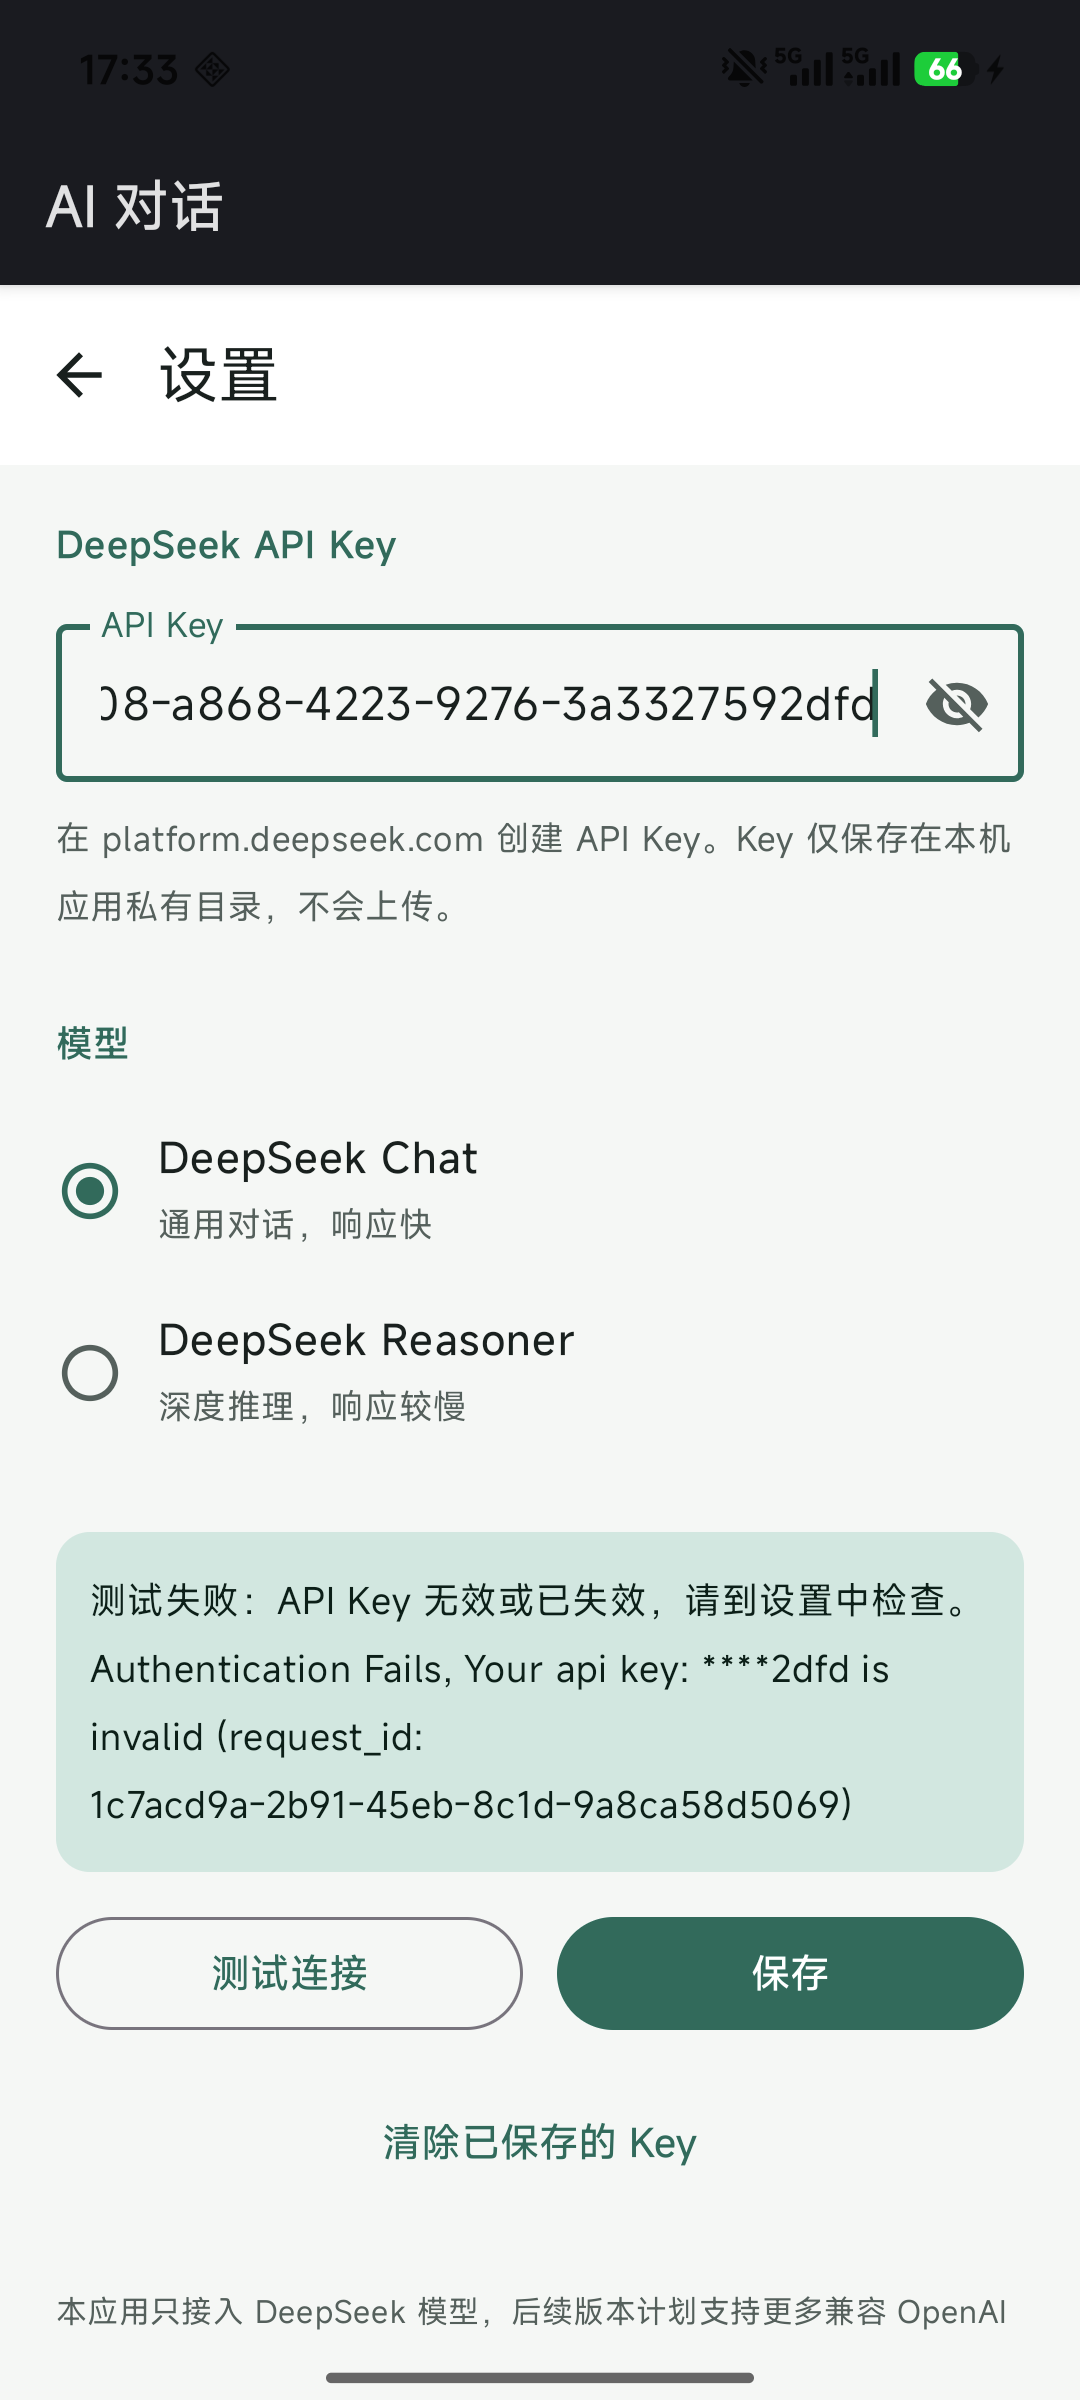 17:33
5G 5G 66
AI 对话
设置
DeepSeek API Key
API Key
08-a868-4223-9276-3a3327592dfd
在 platform.deepseek.com 创建 API Key。Key 仅保存在本机
应用私有目录，不会上传。
模型
DeepSeek Chat
通用对话，响应快
DeepSeek Reasoner
深度推理，响应较慢
测试失败：API Key 无效或已失效，请到设置中检查。
Authentication Fails, Your api key: ****2dfd is
invalid (request_id:
1c7acd9a-2b91-45eb-8c1d-9a8ca58d5069)
测试连接
保存
清除已保存的 Key
本应用只接入 DeepSeek 模型，后续版本计划支持更多兼容 OpenAI